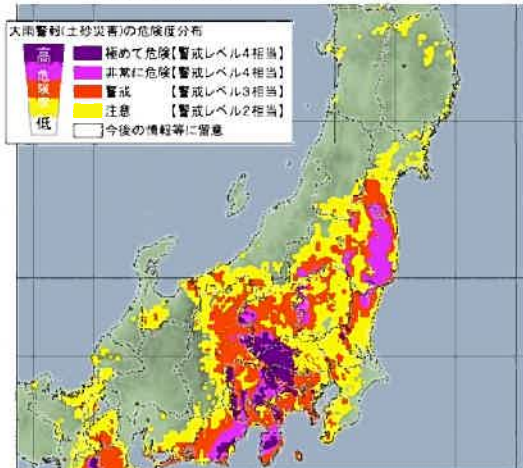 大雨警報(土砂災害)の危険度分布
高
危
険
度
低
極めて危険【警戒レベル4相当】
非常に危険【警戒レベル4相当】
警戒【警戒レベル3相当】
注意【警戒レベル2相当】
今後の情報等に留意